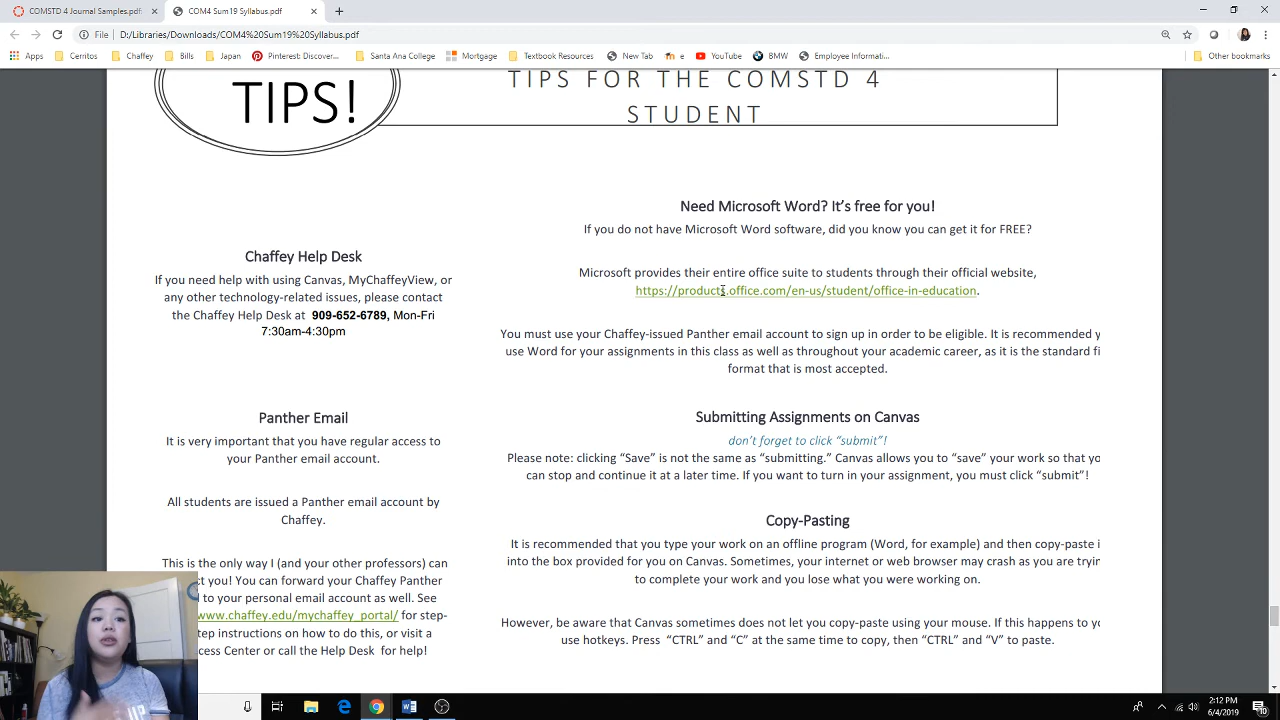 COMSTD 4 Journal Samples.pdf
COM4 Sum19 Syllabus.pdf
File
D:/Libraries/Downloads/COM4%20Sum19%20Syllabus.pdf
Apps
Cerritos
Chaffey
Bills
Japan
Pinterest: Discover...
Santa Ana College
Mortgage
Textbook Resources
New Tab
e
YouTube
BMW
Employee Informati...
Other bookmarks
TIPS!
TIPS FOR THE COMSTD 4
STUDENT
Chaffey Help Desk
If you need help with using Canvas, MyChaffeyView, or
any other technology-related issues, please contact
the Chaffey Help Desk at 909-652-6789, Mon-Fri
7:30am-4:30pm
Panther Email
It is very important that you have regular access to
your Panther email account.
All students are issued a Panther email account by
Chaffey.
This is the only way I (and your other professors) can
ct you! You can forward your Chaffey Panther
l to your personal email account as well. See
www.chaffey.edu/mychaffey_portal/ for step-
tep instructions on how to do this, or visit a
cess Center or call the Help Desk for help!
Need Microsoft Word? It's free for you!
If you do not have Microsoft Word software, did you know you can get it for FREE?
Microsoft provides their entire office suite to students through their official website,
https://products.office.com/en-us/student/office-in-education.
You must use your Chaffey-issued Panther email account to sign up in order to be eligible. It is recommended y
use Word for your assignments in this class as well as throughout your academic career, as it is the standard fi
format that is most accepted.
Submitting Assignments on Canvas
don't forget to click "submit"!
Please note: clicking "Save" is not the same as "submitting." Canvas allows you to "save" your work so that yo
can stop and continue it at a later time. If you want to turn in your assignment, you must click "submit"!
Copy-Pasting
It is recommended that you type your work on an offline program (Word, for example) and then copy-paste i
into the box provided for you on Canvas. Sometimes, your internet or web browser may crash as you are tryin
to complete your work and you lose what you were working on.
However, be aware that Canvas sometimes does not let you copy-paste using your mouse. If this happens to yo
use hotkeys. Press "CTRL" and "C" at the same time to copy, then "CTRL" and "V" to paste.
2:12 PM
6/4/2019